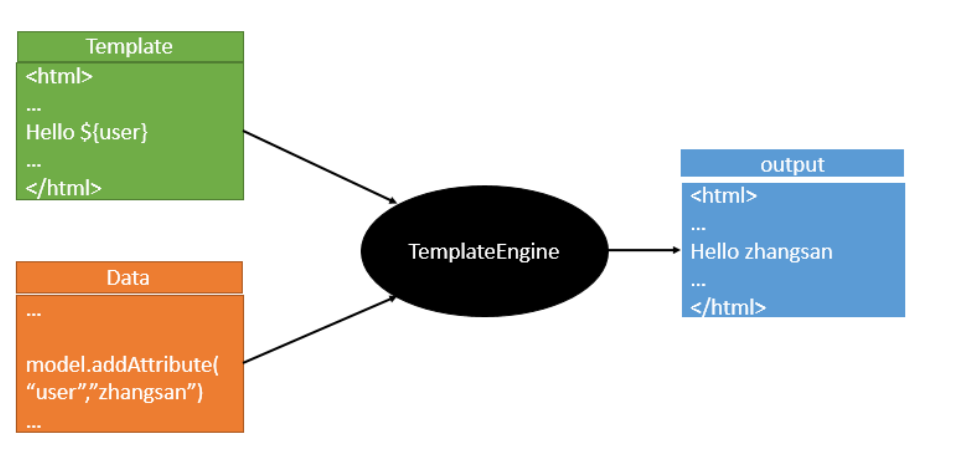 Template
<html>
...
Hello ${user}
...
</html>
Data
...
model.addAttribute(
“user”,”zhangsan”)
...
TemplateEngine
output
<html>
...
Hello zhangsan
...
</html>